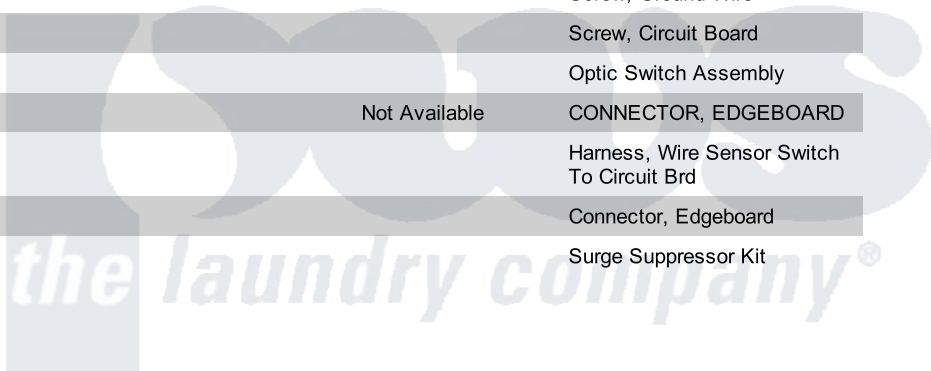 Screw, Circuit Board
Optic Switch Assembly
Not Available CONNECTOR, EDGEBOARD
Harness, Wire Sensor Switch
To Circuit Brd
Connector, Edgeboard
Surge Suppressor Kit
the laundry company®